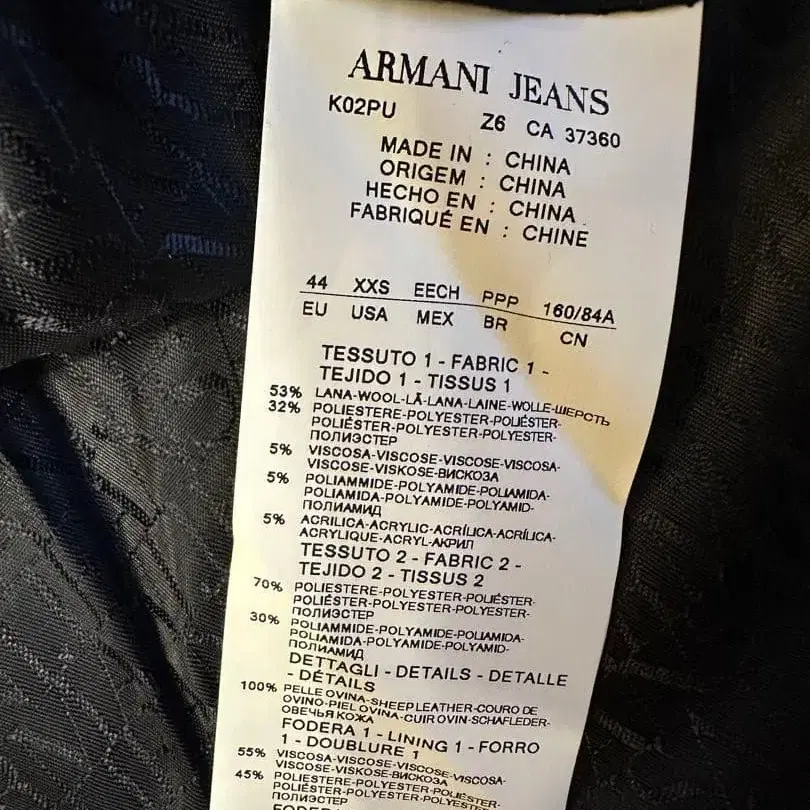 ARMANI JEANS
K02PU Z6 CA 37360
MADE IN : CHINA
ORIGEM : CHINA
HECHO EN : CHINA
FABRIQUÉ EN : CHINE
44 XXS EECH PPP 160/84A
EU USA MEX BR CN
TESSUTO 1 - FABRIC 1 -
TEJIDO 1 - TISSUS 1
53% LANA-WOOL-LÃ-LANA-LAINE-WOLLE-ШЕРСТЬ
32% POLIESTERE-POLYESTER-POLIÉSTER-
POLIÉSTER-POLYESTER-POLYESTER-
ПОЛИЭСТЕР
5% VISCOSA-VISCOSE-VISCOSE-VISCOSA-
VISCOSE-VISKOSE-ВИСКОЗА
5% POLIAMMIDE-POLYAMIDE-POLIAMIDA-
POLIAMIDA-POLYAMIDE-POLYAMID-
ПОЛИАМИД
5% ACRILICA-ACRYLIC-ACRÍLICA-ACRÍLICA-
ACRYLIQUE-ACRYL-АКРИЛ
TESSUTO 2 - FABRIC 2 -
TEJIDO 2 - TISSUS 2
70% POLIESTERE-POLYESTER-POLIÉSTER-
POLIÉSTER-POLYESTER-POLYESTER-
ПОЛИЭСТЕР
30% POLIAMMIDE-POLYAMIDE-POLIAMIDA-
POLIAMIDA-POLYAMIDE-POLYAMID-
ПОЛИАМИД
DETTAGLI - DETAILS - DETALLE
- DÉTAILS
100% PELLE OVINA-SHEEP LEATHER-COURO DE
OVINO-PIEL OVINA-CUIR OVIN-SCHAFLEDER-
ОВЕЧЬЯ КОЖА
FODERA 1 - LINING 1 - FORRO
1 - DOUBLURE 1
55% VISCOSA-VISCOSE-VISCOSE-VISCOSA-
VISCOSE-VISKOSE-ВИСКОЗА
45% POLIESTERE-POLYESTER-POLIÉSTER-
POLIÉSTER-POLYESTER-POLYESTER-
ПОЛИЭСТЕР